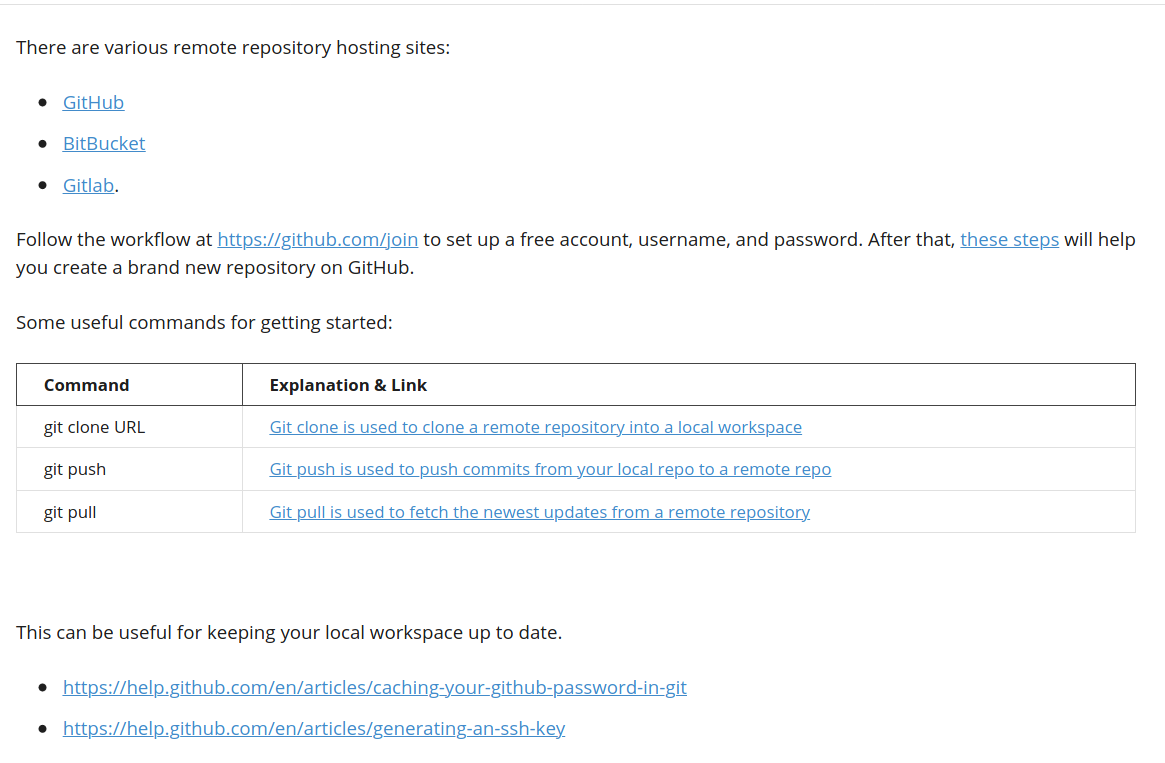 There are various remote repository hosting sites:
GitHub
BitBucket
Gitlab.
Follow the workflow at https://github.com/join to set up a free account, username, and password. After that, these steps will help
you create a brand new repository on GitHub.
Some useful commands for getting started:
Command Explanation & Link
git clone URL Git clone is used to clone a remote repository into a local workspace
git push Git push is used to push commits from your local repo to a remote repo
git pull Git pull is used to fetch the newest updates from a remote repository
This can be useful for keeping your local workspace up to date.
https://help.github.com/en/articles/caching-your-github-password-in-git
https://help.github.com/en/articles/generating-an-ssh-key